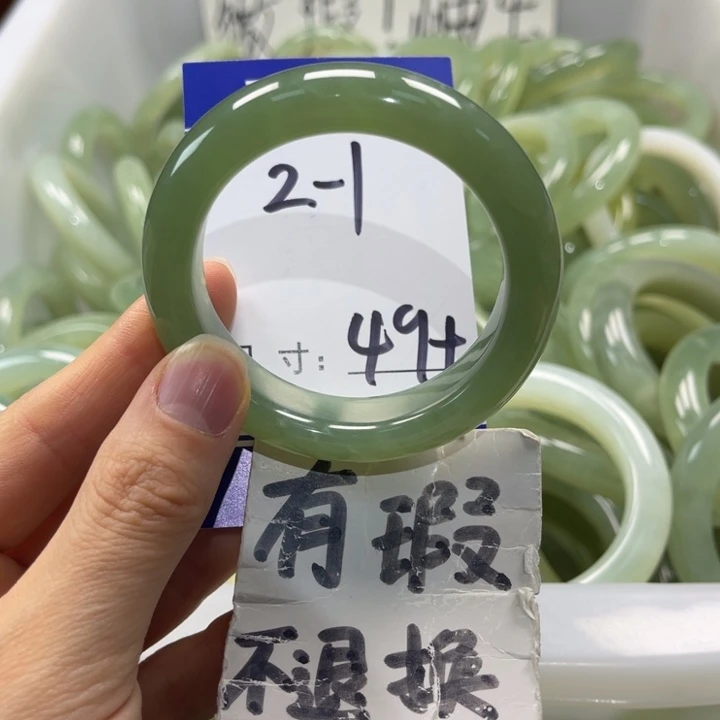 2-1
寸: 49+
有瑕
不退换